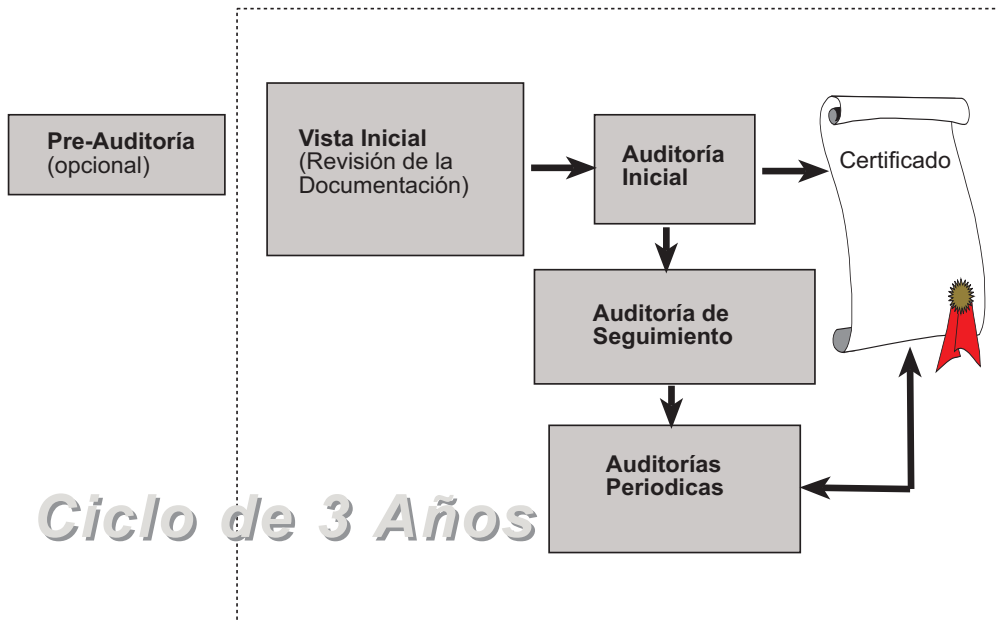 Pre-Auditoría
(opcional)
Vista Inicial
(Revisión de la
Documentación)
Auditoría
Inicial
Certificado
Auditoría de
Seguimiento
Auditorías
Periodicas
Ciclo de 3 Años